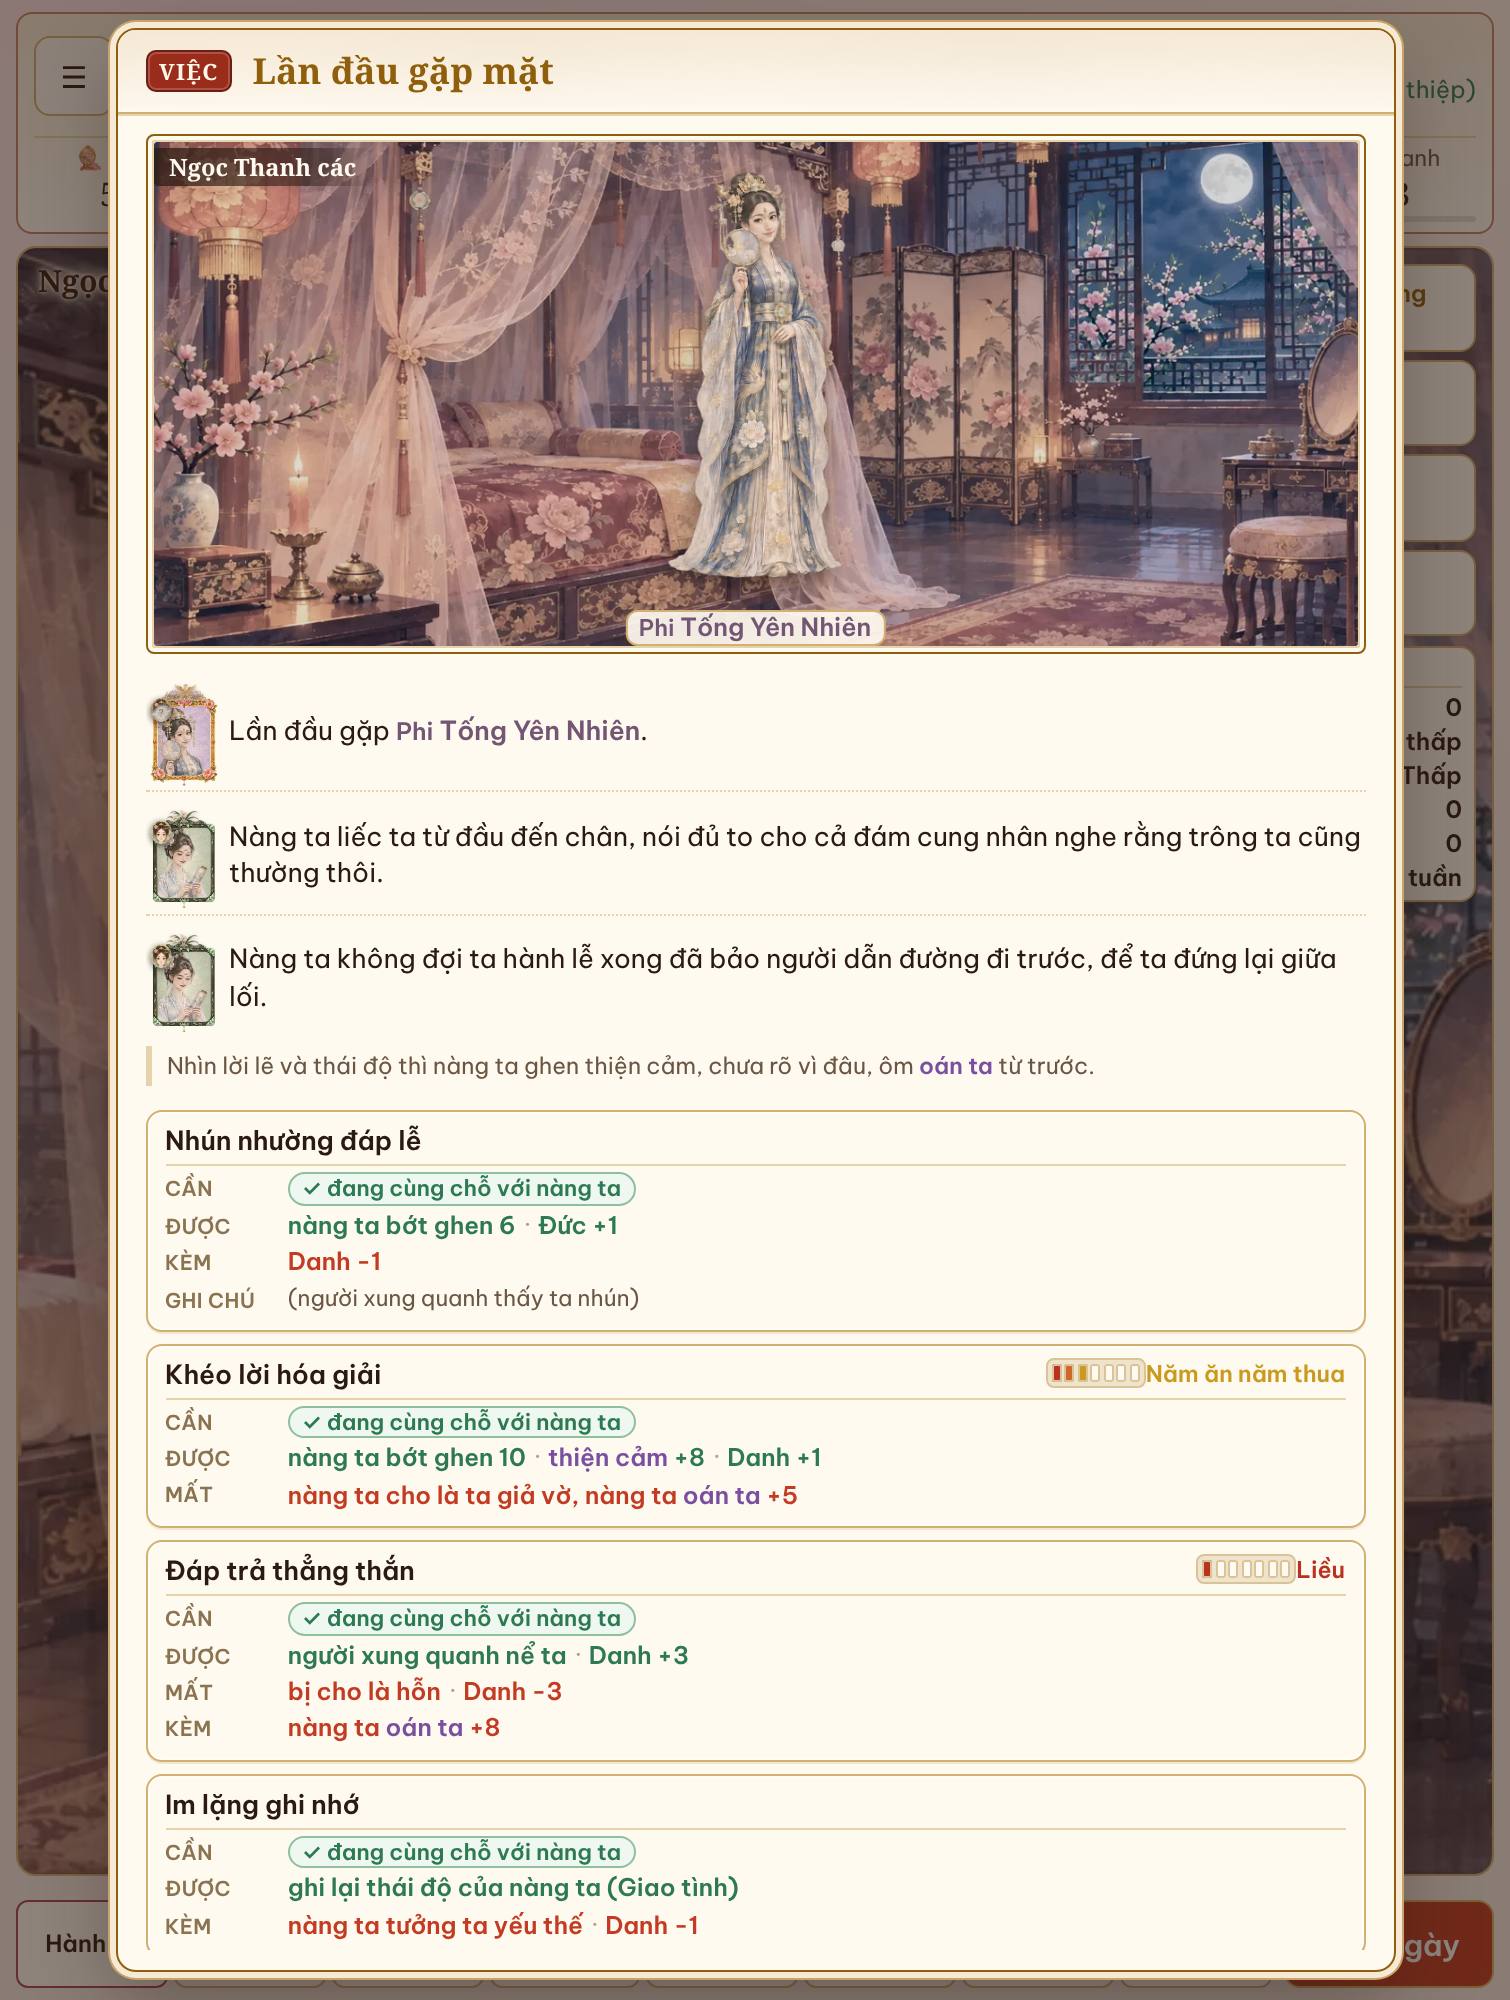 VIỆC Lần đầu gặp mặt
Ngọc Thanh các
Phi Tống Yên Nhiên
Lần đầu gặp Phi Tống Yên Nhiên.
Nàng ta liếc ta từ đầu đến chân, nói đủ to cho cả đám cung nhân nghe rằng trông ta cũng
thường thôi.
Nàng ta không đợi ta hành lễ xong đã bảo người dẫn đường đi trước, để ta đứng lại giữa
lối.
Nhìn lời lẽ và thái độ thì nàng ta ghen thiện cảm, chưa rõ vì đâu, ôm oán ta từ trước.
Nhún nhường đáp lễ
CẦN ✓ đang cùng chỗ với nàng ta
ĐƯỢC nàng ta bớt ghen 6 · Đức +1
KÈM Danh -1
GHI CHÚ (người xung quanh thấy ta nhún)
Khéo lời hóa giải Năm ăn năm thua
CẦN ✓ đang cùng chỗ với nàng ta
ĐƯỢC nàng ta bớt ghen 10 · thiện cảm +8 · Danh +1
MẤT nàng ta cho là ta giả vờ, nàng ta oán ta +5
Đáp trả thẳng thắn Liều
CẦN ✓ đang cùng chỗ với nàng ta
ĐƯỢC người xung quanh nể ta · Danh +3
MẤT bị cho là hỗn · Danh -3
KÈM nàng ta oán ta +8
Im lặng ghi nhớ
CẦN ✓ đang cùng chỗ với nàng ta
ĐƯỢC ghi lại thái độ của nàng ta (Giao tình)
KÈM nàng ta tưởng ta yếu thế · Danh -1
thiệp)
0
thấp
Thấp
0
0
tuần
Hành